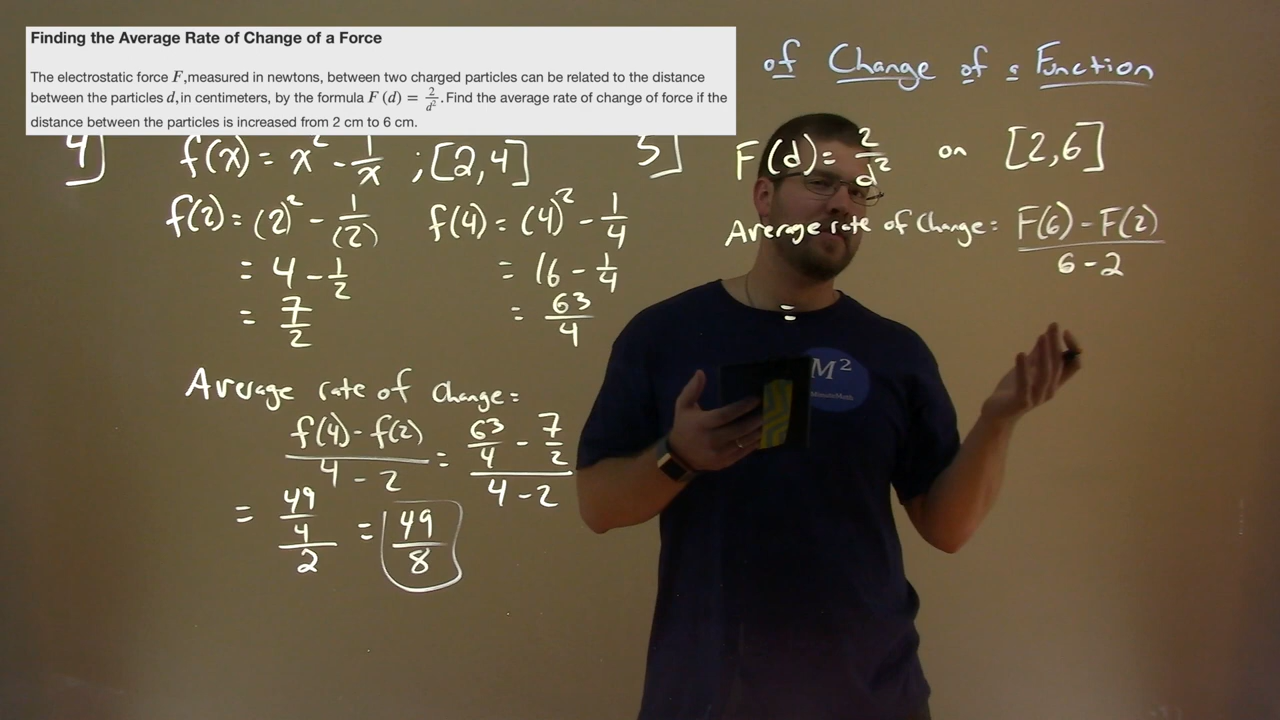 Finding the Average Rate of Change of a Force
The electrostatic force F, measured in newtons, between two charged particles can be related to the distance
between the particles d, in centimeters, by the formula F (d) = 2/d². Find the average rate of change of force if the
distance between the particles is increased from 2 cm to 6 cm.
of Change of a Function
4] f(x) = x² - 1/x ; [2,4]
f(2) = (2)² - 1/(2)
= 4 - 1/2
= 7/2
f(4) = (4)² - 1/4
= 16 - 1/4
= 63/4
Average rate of Change =
f(4) - f(2) / 4 - 2 = 63/4 - 7/2 / 4 - 2
= 49/4 / 2 = 49/8
5] F(d) = 2/d² on [2,6]
Average rate of Change = F(6) - F(2) / 6 - 2
=
M²
MinuteMath